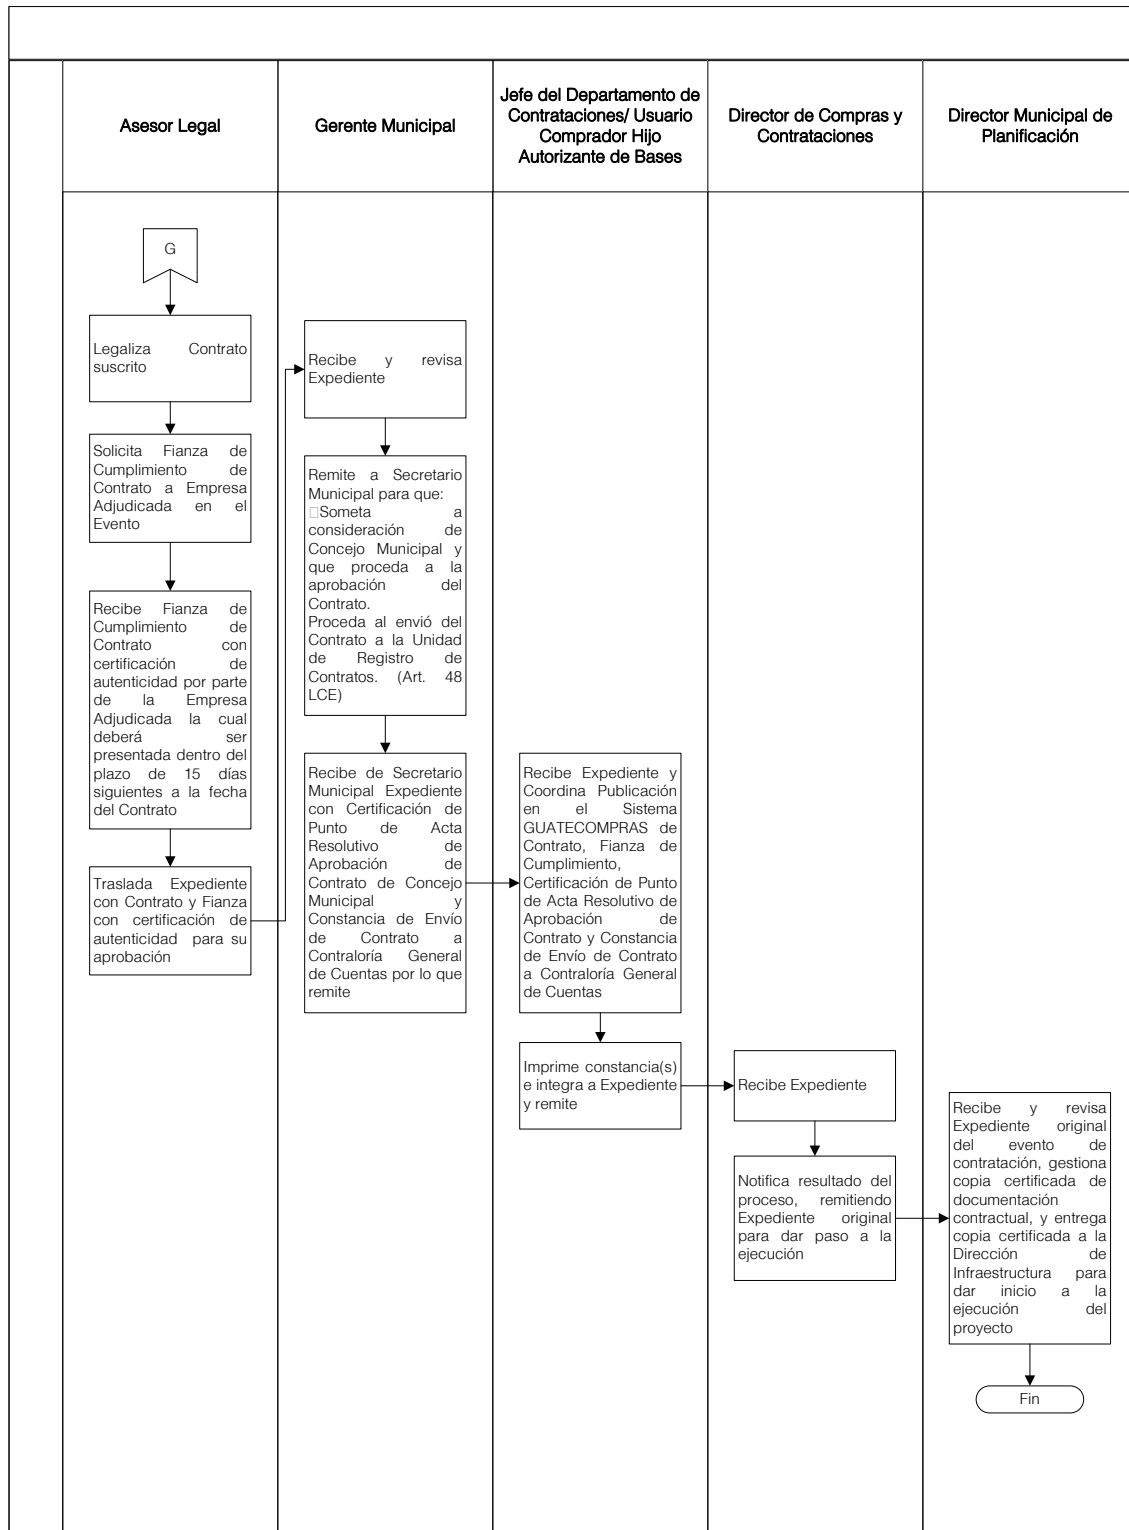 Asesor Legal
Gerente Municipal
Jefe del Departamento de
Contrataciones/ Usuario
Comprador Hijo
Autorizante de Bases
Director de Compras y
Contrataciones
Director Municipal de
Planificación
G
Legaliza Contrato
suscrito
Solicita Fianza de
Cumplimiento de
Contrato a Empresa
Adjudicada en el
Evento
Recibe Fianza de
Cumplimiento de
Contrato con
certificación de
autenticidad por parte
de la Empresa
Adjudicada la cual
deberá ser
presentada dentro del
plazo de 15 días
siguientes a la fecha
del Contrato
Traslada Expediente
con Contrato y Fianza
con certificación de
autenticidad para su
aprobación
Recibe y revisa
Expediente
Remite a Secretario
Municipal para que:
Someta a
consideración de
Concejo Municipal y
que proceda a la
aprobación del
Contrato.
Proceda al envió del
Contrato a la Unidad
de Registro de
Contratos. (Art. 48
LCE)
Recibe de Secretario
Municipal Expediente
con Certificación de
Punto de Acta
Resolutivo de
Aprobación de
Contrato de Concejo
Municipal y
Constancia de Envío
de Contrato a
Contraloría General
de Cuentas por lo que
remite
Recibe Expediente y
Coordina Publicación
en el Sistema
GUATECOMPRAS de
Contrato, Fianza de
Cumplimiento,
Certificación de Punto
de Acta Resolutivo de
Aprobación de
Contrato y Constancia
de Envío de Contrato
a Contraloría General
de Cuentas
Imprime constancia(s)
e integra a Expediente
y remite
Recibe Expediente
Notifica resultado del
proceso, remitiendo
Expediente original
para dar paso a la
ejecución
Recibe y revisa
Expediente original
del evento de
contratación, gestiona
copia certificada de
documentación
contractual, y entrega
copia certificada a la
Dirección de
Infraestructura para
dar inicio a la
ejecución del
proyecto
Fin